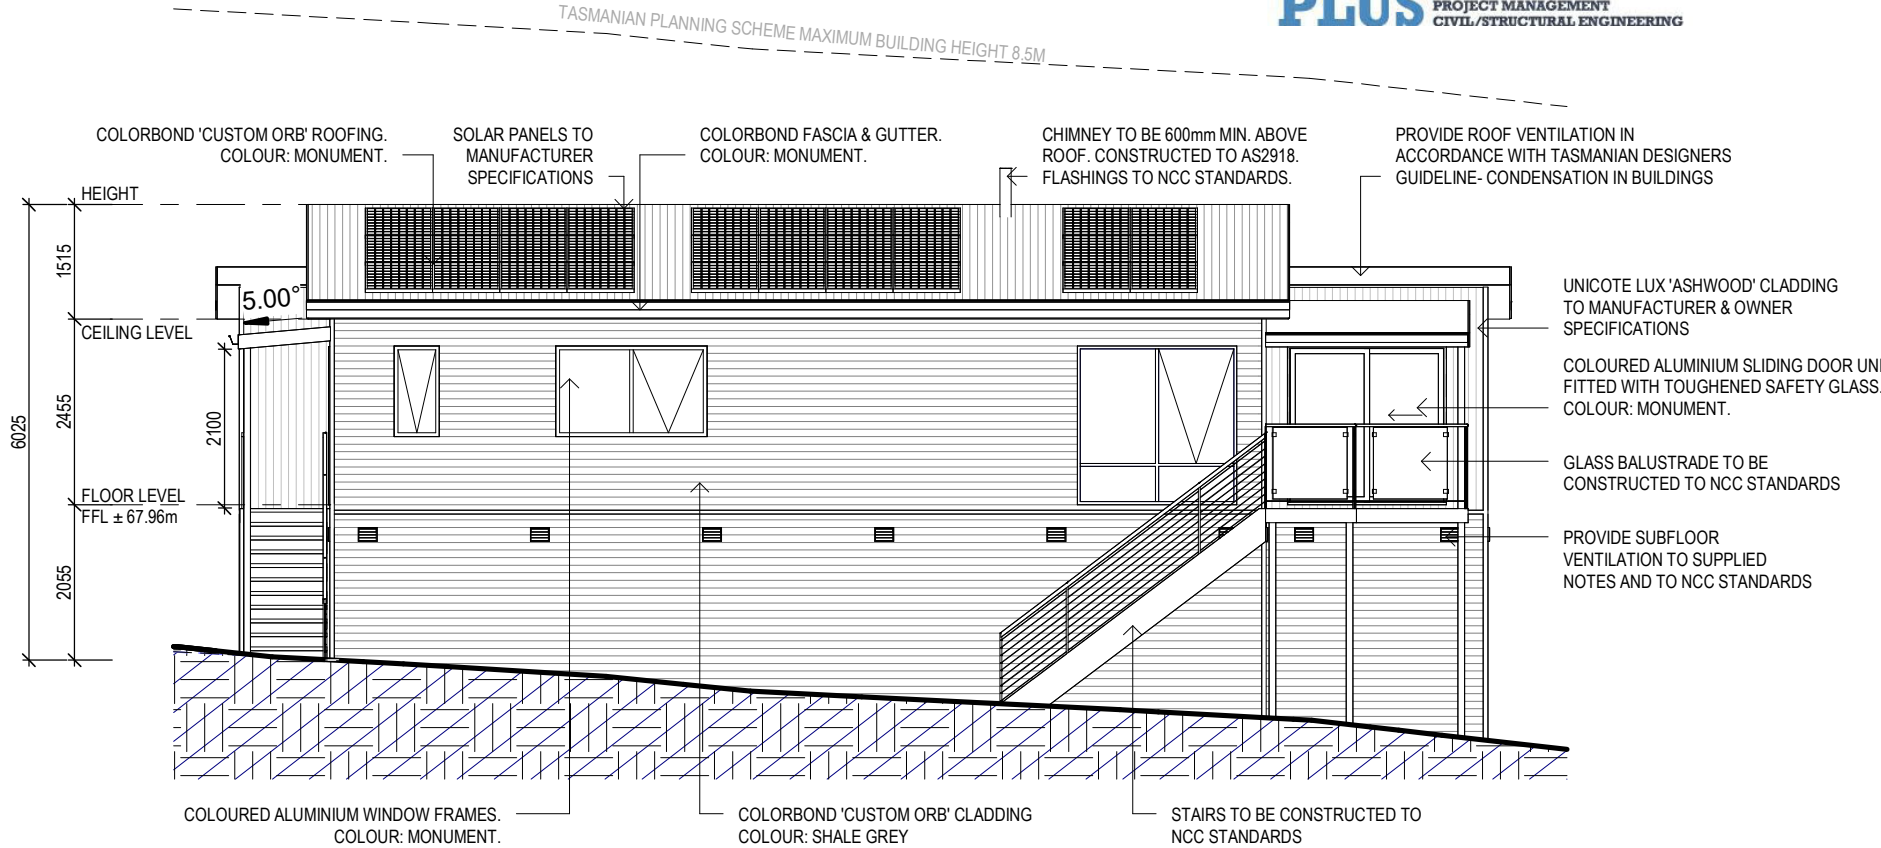 PLUS
PROJECT MANAGEMENT
CIVIL/STRUCTURAL ENGINEERING
TASMANIAN PLANNING SCHEME MAXIMUM BUILDING HEIGHT 8.5M
COLORBOND 'CUSTOM ORB' ROOFING.
COLOUR: MONUMENT.
SOLAR PANELS TO
MANUFACTURER
SPECIFICATIONS
COLORBOND FASCIA & GUTTER.
COLOUR: MONUMENT.
CHIMNEY TO BE 600mm MIN. ABOVE
ROOF. CONSTRUCTED TO AS2918.
FLASHINGS TO NCC STANDARDS.
PROVIDE ROOF VENTILATION IN
ACCORDANCE WITH TASMANIAN DESIGNERS
GUIDELINE- CONDENSATION IN BUILDINGS
HEIGHT
1515
5.00°
CEILING LEVEL
6025
2455
2100
FLOOR LEVEL
FFL ± 67.96m
2055
UNICOTE LUX 'ASHWOOD' CLADDING
TO MANUFACTURER & OWNER
SPECIFICATIONS
COLOURED ALUMINIUM SLIDING DOOR UNI
FITTED WITH TOUGHENED SAFETY GLASS.
COLOUR: MONUMENT.
GLASS BALUSTRADE TO BE
CONSTRUCTED TO NCC STANDARDS
PROVIDE SUBFLOOR
VENTILATION TO SUPPLIED
NOTES AND TO NCC STANDARDS
COLOURED ALUMINIUM WINDOW FRAMES.
COLOUR: MONUMENT.
COLORBOND 'CUSTOM ORB' CLADDING
COLOUR: SHALE GREY
STAIRS TO BE CONSTRUCTED TO
NCC STANDARDS